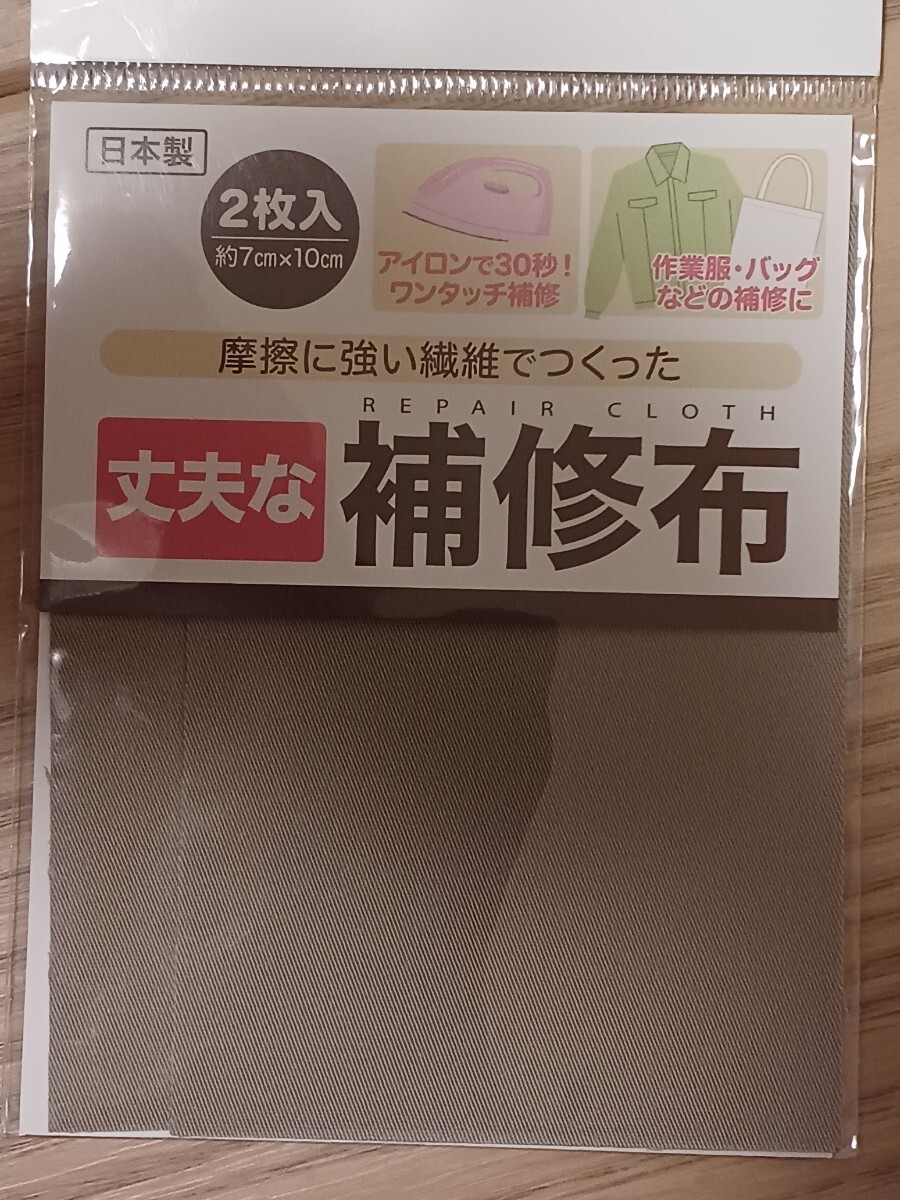 日本製
2枚入
約7cm×10cm
アイロンで30秒!
ワンタッチ補修
作業服・バッグ
などの補修に
摩擦に強い繊維でつくった
REPAIR CLOTH
丈夫な
補修布